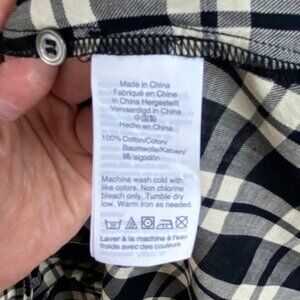 Made in China
Fabriqué en Chine
in China Hergestellt
Vervaardigd in China
中国製
Hecho en China
100% Cotton/Coton/
Baumwolle/Katoen/
綿/algodón
Machine wash cold with
like colors. Non chlorine
bleach only. Tumble dry
low. Warm iron as needed.
Laver à la machine à l'eau
froide avec des couleurs